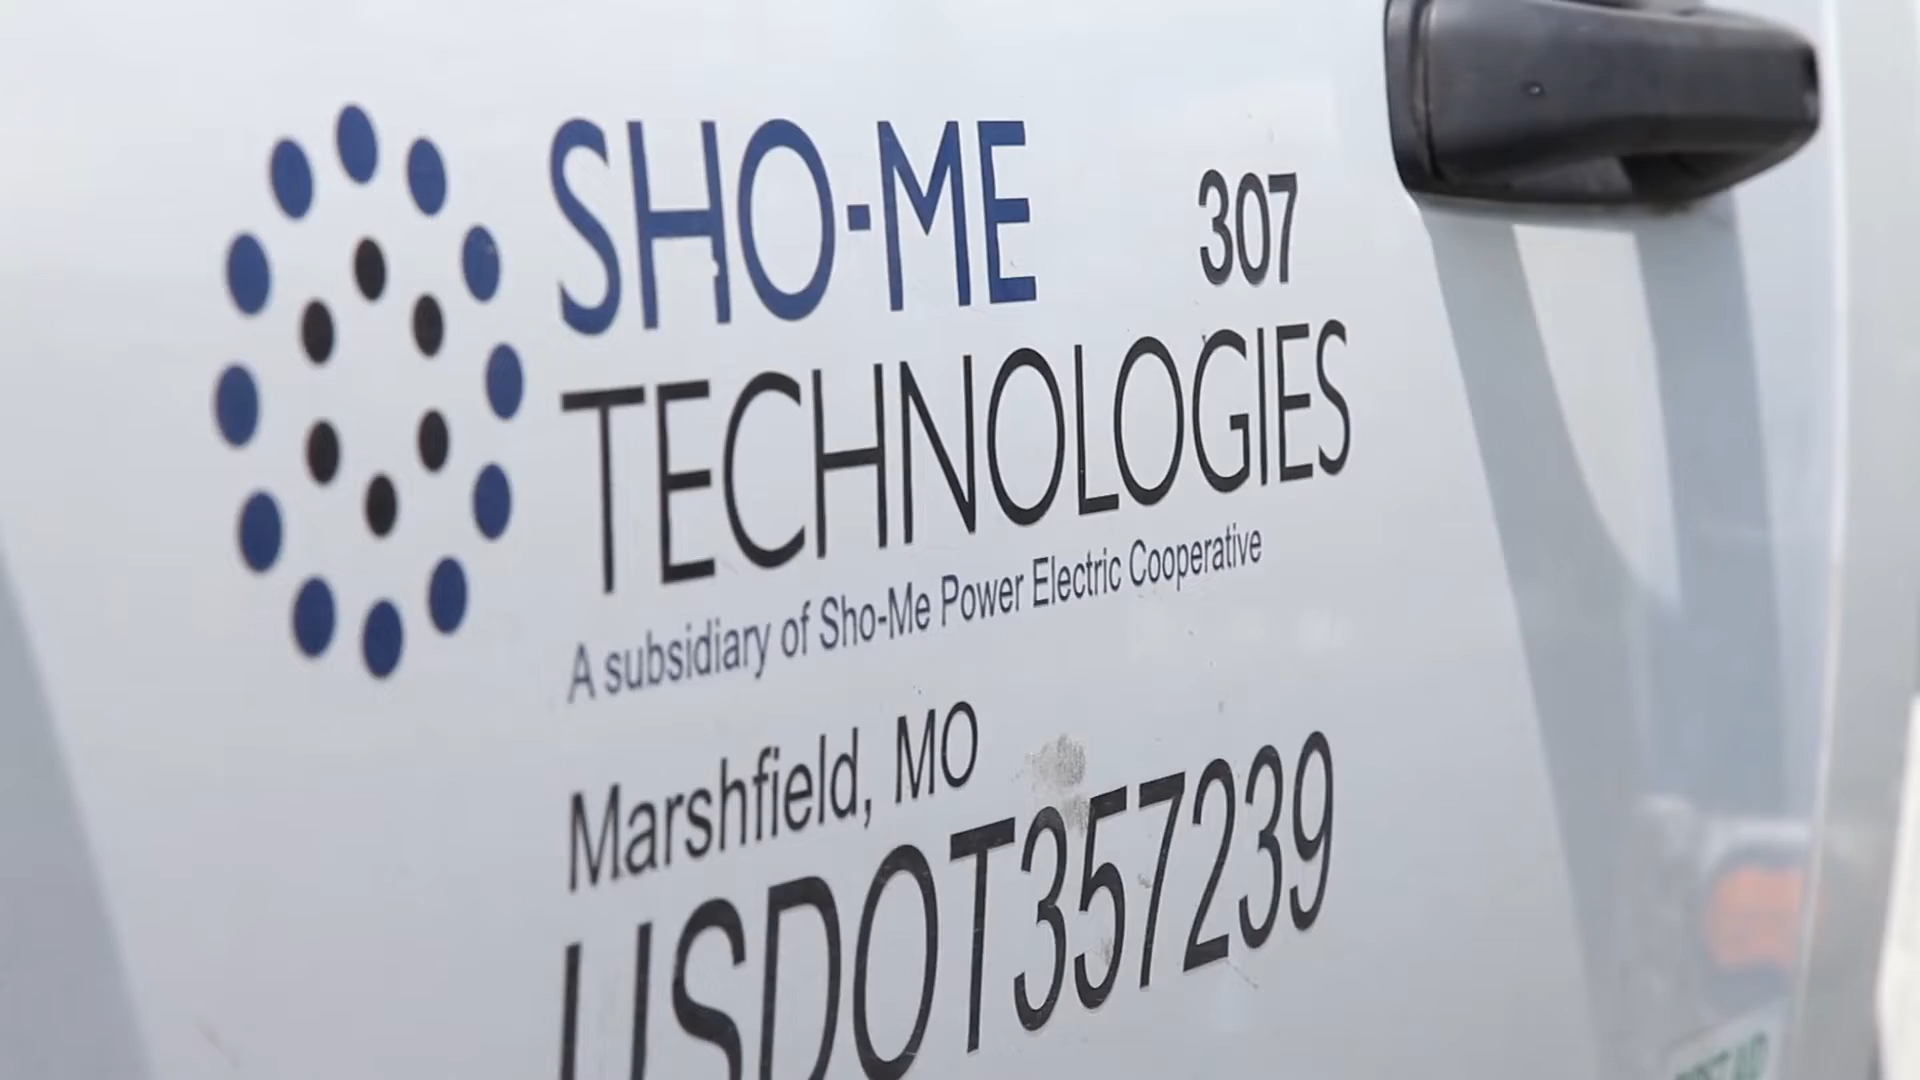 SHO-ME
307
TECHNOLOGIES
A subsidiary of Sho-Me Power Electric Cooperative
Marshfield, MO
USDOT357239